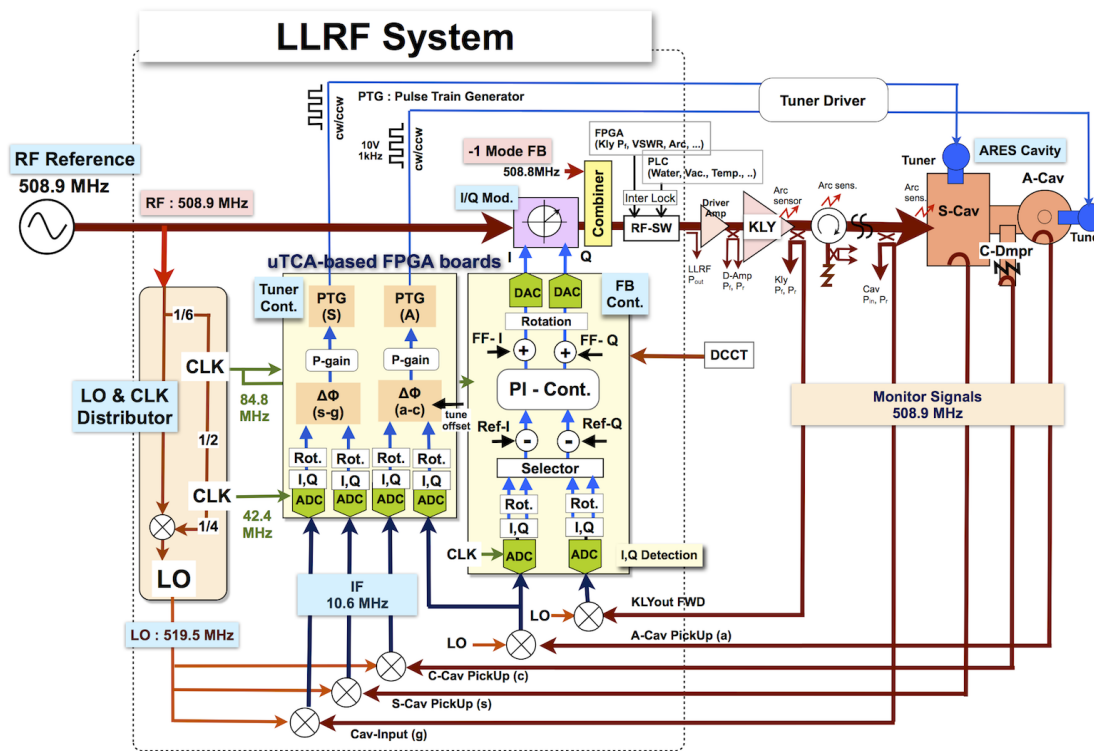 LLRF System
PTG : Pulse Train Generator
cw/ccw
10V
1kHz
cw/ccw
Tuner Driver
RF Reference
508.9 MHz
RF : 508.9 MHz
-1 Mode FB
508.8MHz
I/Q Mod.
Combiner
FPGA
(Kly Pf, VSWR, Arc, ...)
PLC
(Water, Vac., Temp., ..)
Inter Lock
RF-SW
Driver
Amp
KLY
Arc
sensor
Arc sens.
Arc
sens.
Tuner
ARES Cavity
A-Cav
S-Cav
Tune
C-Dmpr
LLRF
Pout
D-Amp
Pf, Pr
Kly
Pf, Pr
Cav
Pin, Pr
I
Q
uTCA-based FPGA boards
Tuner
Cont.
PTG
(S)
PTG
(A)
P-gain
P-gain
ΔΦ
(s-g)
ΔΦ
(a-c)
tune
offset
Rot.
Rot.
Rot.
Rot.
I,Q
I,Q
I,Q
I,Q
ADC
ADC
ADC
ADC
DAC
DAC
FB
Cont.
Rotation
FF- I
+
+
FF- Q
PI - Cont.
DCCT
Ref-I
-
-
Ref-Q
Selector
Rot.
Rot.
I,Q
I,Q
CLK
ADC
ADC
I,Q Detection
1/6
LO & CLK
Distributor
1/2
1/4
LO
CLK
84.8
MHz
CLK
42.4
MHz
Monitor Signals
508.9 MHz
IF
10.6 MHz
LO : 519.5 MHz
LO
KLYout FWD
LO
A-Cav PickUp (a)
C-Cav PickUp (c)
S-Cav PickUp (s)
Cav-Input (g)